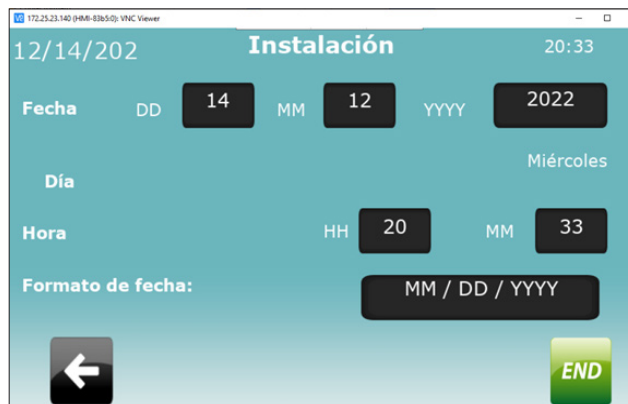 172.25.23.140 (HMI-83b5:0): VNC Viewer
12/14/202 Instalación 20:33
Fecha DD 14 MM 12 YYYY 2022
Miércoles
Día
Hora HH 20 MM 33
Formato de fecha: MM / DD / YYYY
END